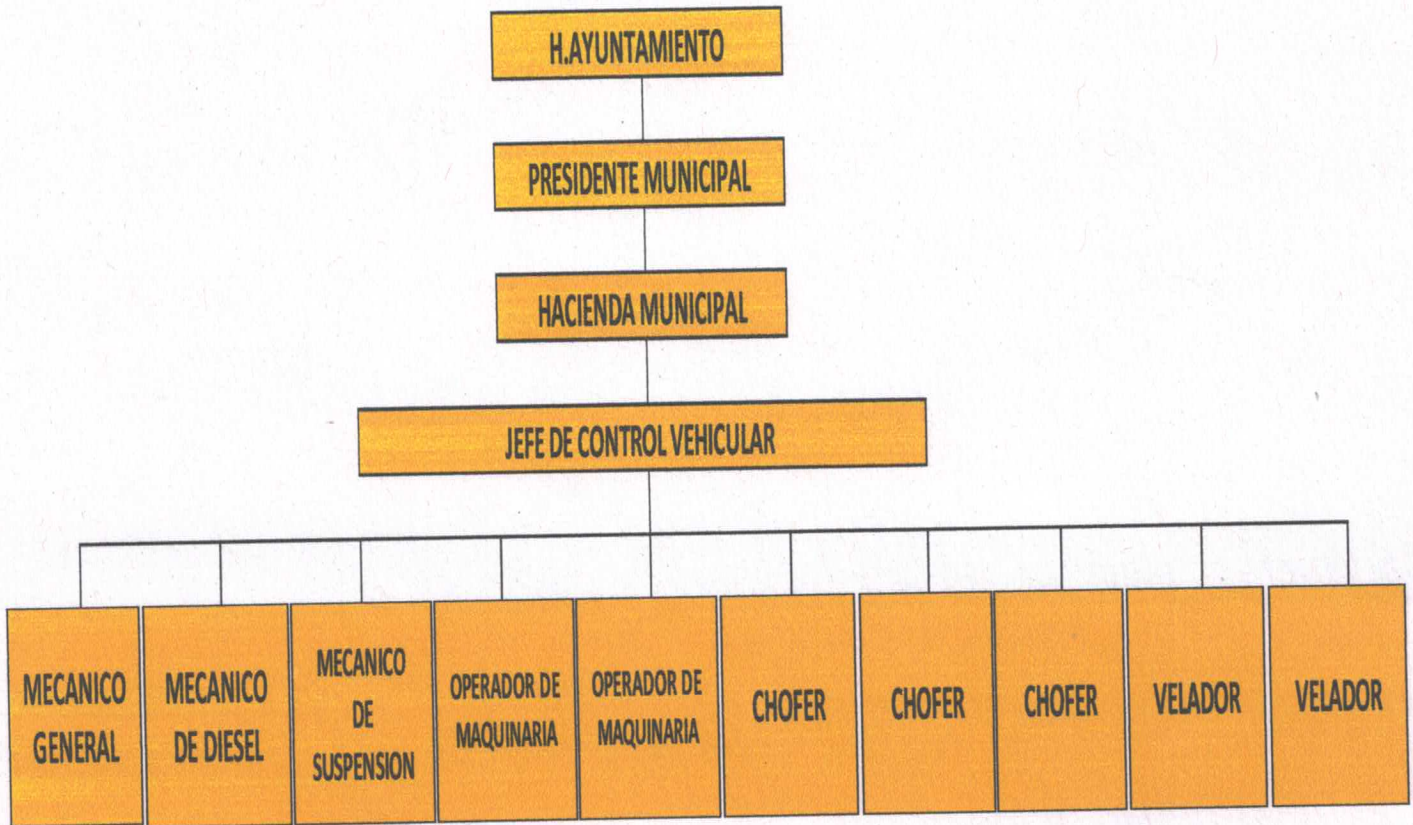 H.AYUNTAMIENTO
PRESIDENTE MUNICIPAL
HACIENDA MUNICIPAL
JEFE DE CONTROL VEHICULAR
MECANICO
GENERAL
MECANICO
DE DIESEL
MECANICO
DE
SUSPENSION
OPERADOR DE
MAQUINARIA
OPERADOR DE
MAQUINARIA
CHOFER
CHOFER
CHOFER
VELADOR
VELADOR